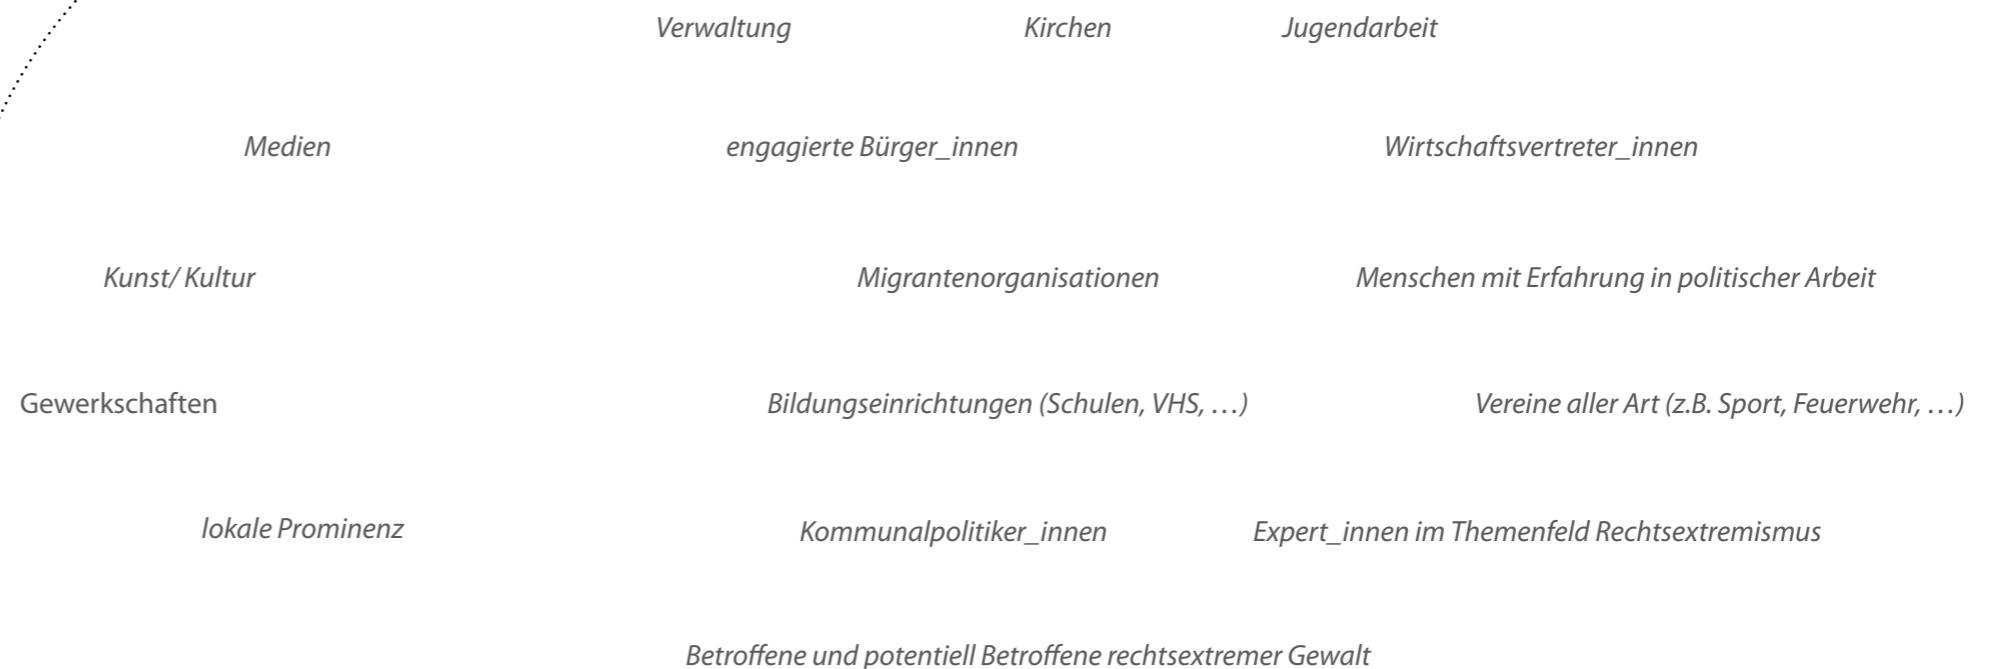 Verwaltung Kirchen Jugendarbeit
Medien engagierte Bürger_innen Wirtschaftsvertreter_innen
Kunst/ Kultur Migrantenorganisationen Menschen mit Erfahrung in politischer Arbeit
Gewerkschaften Bildungseinrichtungen (Schulen, VHS, …) Vereine aller Art (z.B. Sport, Feuerwehr, …)
lokale Prominenz Kommunalpolitiker_innen Expert_innen im Themenfeld Rechtsextremismus
Betroffene und potentiell Betroffene rechtsextremer Gewalt